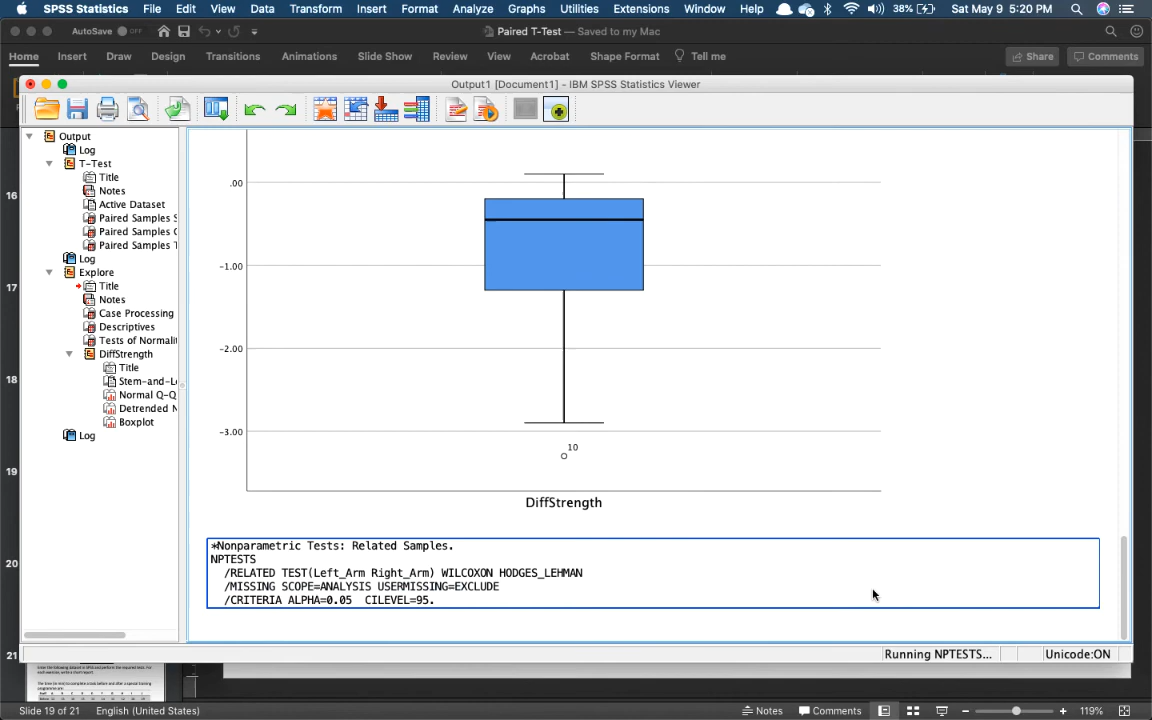 SPSS Statistics File Edit View Data Transform Insert Format Analyze Graphs Utilities Extensions Window Help 38% Sat May 9 5:20 PM
AutoSave OFF Paired T-Test — Saved to my Mac
Home Insert Draw Design Transitions Animations Slide Show Review View Acrobat Shape Format Tell me Share Comments
Output1 [Document1] - IBM SPSS Statistics Viewer
Output
Log
T-Test
Title
Notes
Active Dataset
Paired Samples S
Paired Samples C
Paired Samples T
Log
Explore
Title
Notes
Case Processing
Descriptives
Tests of Normalit
DiffStrength
Title
Stem-and-L
Normal Q-Q
Detrended N
Boxplot
Log
16
17
18
19
20
21
.00
-1.00
-2.00
-3.00
10
DiffStrength
*Nonparametric Tests: Related Samples.
NPTESTS
/RELATED TEST(Left_Arm Right_Arm) WILCOXON HODGES_LEHMAN
/MISSING SCOPE=ANALYSIS USERMISSING=EXCLUDE
/CRITERIA ALPHA=0.05 CILEVEL=95.
Running NPTESTS... Unicode:ON
Slide 19 of 21 English (United States) Notes Comments 119%